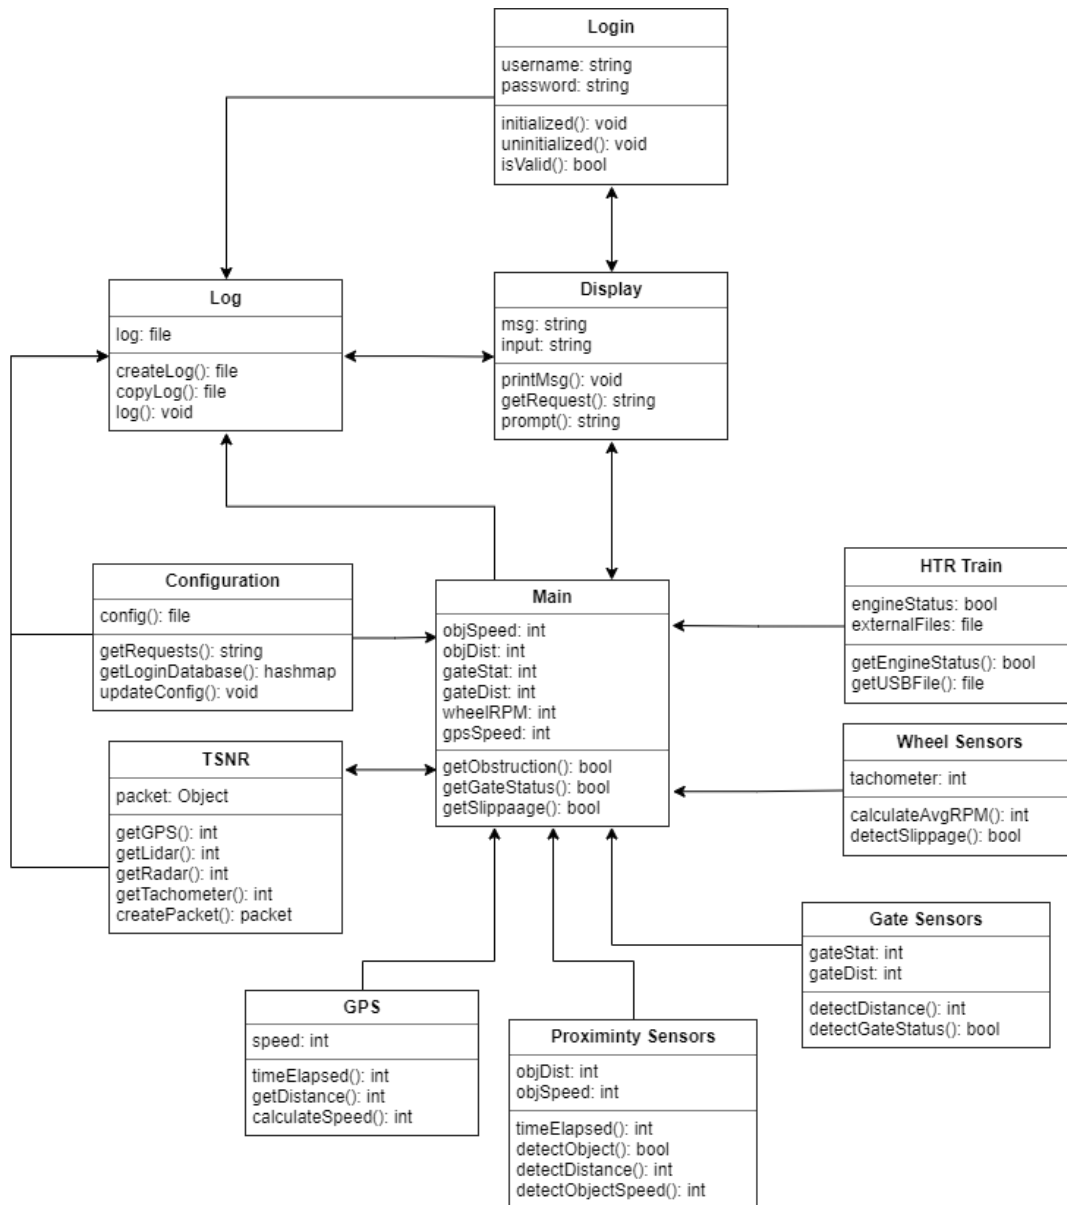 Login
username: string
password: string
initialized(): void
uninitialized(): void
isValid(): bool
Log
log: file
createLog(): file
copyLog(): file
log(): void
Display
msg: string
input: string
printMsg(): void
getRequest(): string
prompt(): string
Configuration
config(): file
getRequests(): string
getLoginDatabase(): hashmap
updateConfig(): void
Main
objSpeed: int
objDist: int
gateStat: int
gateDist: int
wheelRPM: int
gpsSpeed: int
getObstruction(): bool
getGateStatus(): bool
getSlippaage(): bool
HTR Train
engineStatus: bool
externalFiles: file
getEngineStatus(): bool
getUSBFile(): file
TSNR
packet: Object
getGPS(): int
getLidar(): int
getRadar(): int
getTachometer(): int
createPacket(): packet
Wheel Sensors
tachometer: int
calculateAvgRPM(): int
detectSlippage(): bool
Gate Sensors
gateStat: int
gateDist: int
detectDistance(): int
detectGateStatus(): bool
GPS
speed: int
timeElapsed(): int
getDistance(): int
calculateSpeed(): int
Proximinty Sensors
objDist: int
objSpeed: int
timeElapsed(): int
detectObject(): bool
detectDistance(): int
detectObjectSpeed(): int